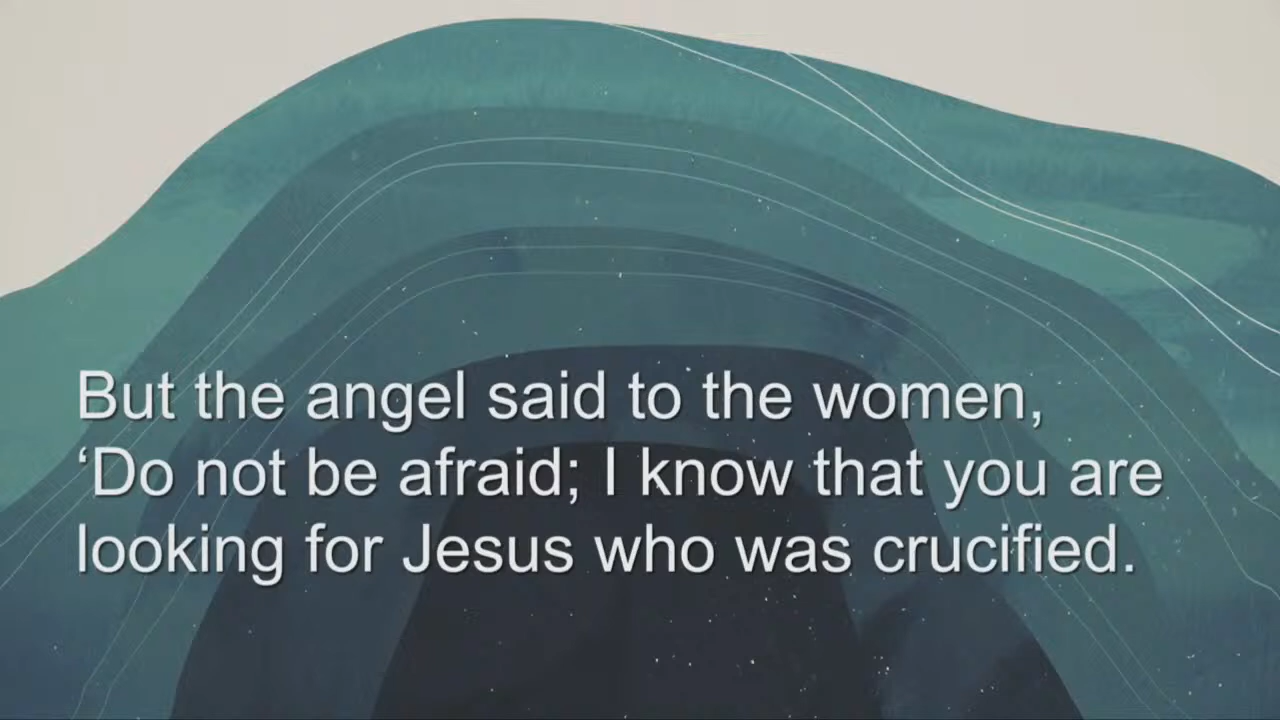 But the angel said to the women,
‘Do not be afraid; I know that you are
looking for Jesus who was crucified.